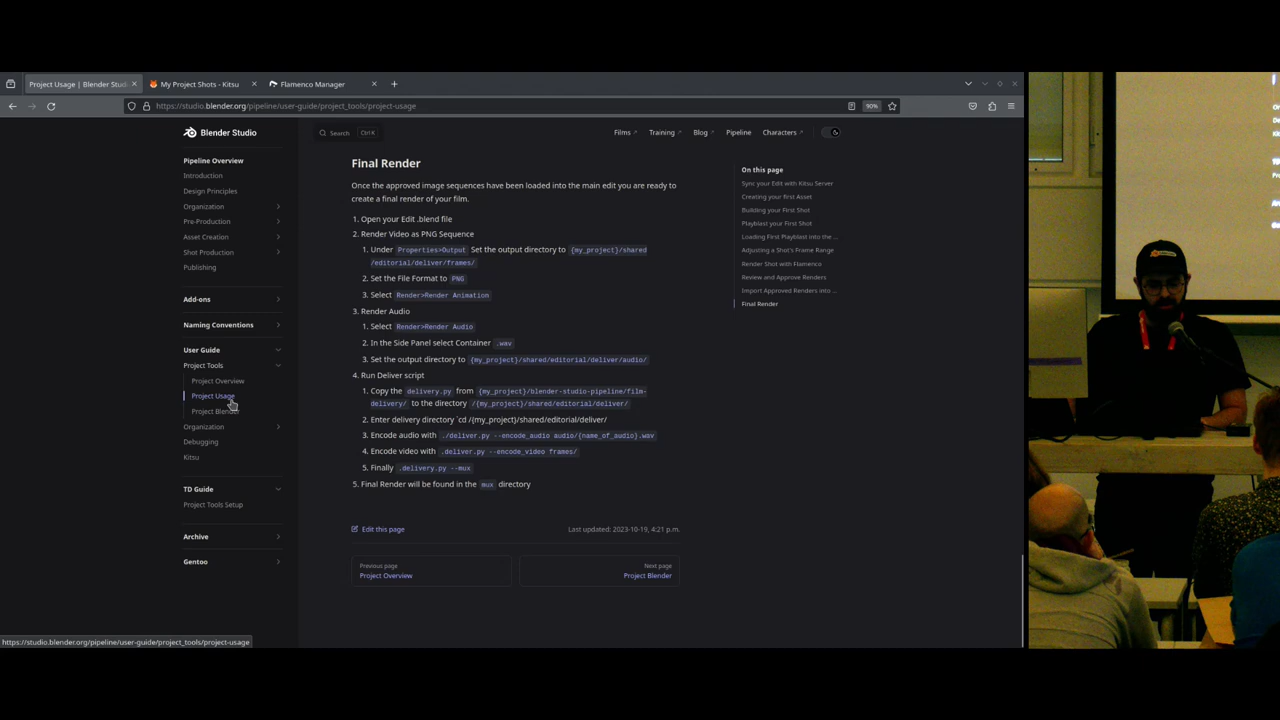 Project Usage | Blender Stud
My Project Shots - Kitsu
Flamenco Manager
https://studio.blender.org/pipeline/user-guide/project_tools/project-usage
90%
Blender Studio
Search
Ctrl K
Films
Training
Blog
Pipeline
Characters
Pipeline Overview
Introduction
Design Principles
Organization
Pre-Production
Asset Creation
Shot Production
Publishing
Add-ons
Naming Conventions
User Guide
Project Tools
Project Overview
Project Usage
Project Blender
Organization
Debugging
Kitsu
TD Guide
Project Tools Setup
Archive
Gentoo
Final Render
Once the approved image sequences have been loaded into the main edit you are ready to
create a final render of your film.
1. Open your Edit .blend file
2. Render Video as PNG Sequence
1. Under Properties>Output Set the output directory to {my_project}/shared
/editorial/deliver/frames/
2. Set the File Format to PNG
3. Select Render>Render Animation
3. Render Audio
1. Select Render>Render Audio
2. In the Side Panel select Container .wav
3. Set the output directory to {my_project}/shared/editorial/deliver/audio/
4. Run Deliver script
1. Copy the delivery.py from {my_project}/blender-studio-pipeline/film-
delivery/ to the directory /{my_project}/shared/editorial/deliver/
2. Enter delivery directory `cd /{my_project}/shared/editorial/deliver/
3. Encode audio with ./deliver.py --encode_audio audio/{name_of_audio}.wav
4. Encode video with .deliver.py --encode_video frames/
5. Finally .delivery.py --mux
5. Final Render will be found in the mux directory
Edit this page
Last updated: 2023-10-19, 4:21 p.m.
Previous page
Project Overview
Next page
Project Blender
On this page
Sync your Edit with Kitsu Server
Creating your first Asset
Building your First Shot
Playblast your First Shot
Loading First Playblast into the ...
Adjusting a Shot's Frame Range
Render Shot with Flamenco
Review and Approve Renders
Import Approved Renders into ...
Final Render
https://studio.blender.org/pipeline/user-guide/project_tools/project-usage